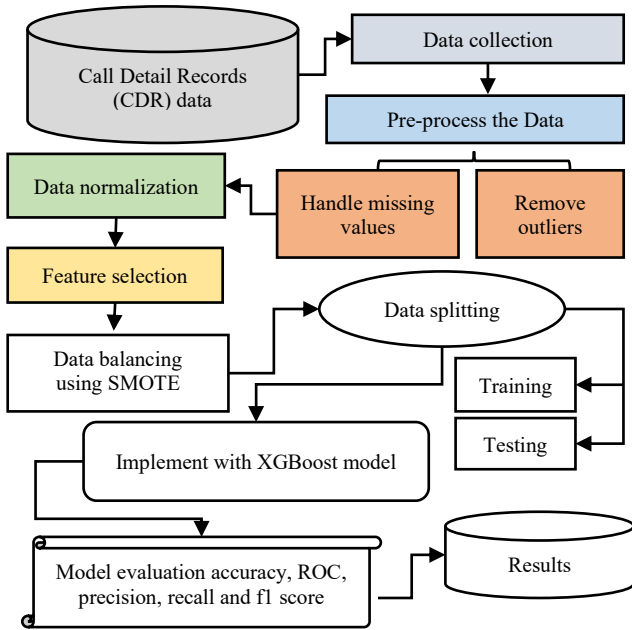 Call Detail Records
(CDR) data
Data collection
Pre-process the Data
Handle missing
values
Remove
outliers
Data normalization
Feature selection
Data balancing
using SMOTE
Data splitting
Training
Testing
Implement with XGBoost model
Model evaluation accuracy, ROC,
precision, recall and f1 score
Results